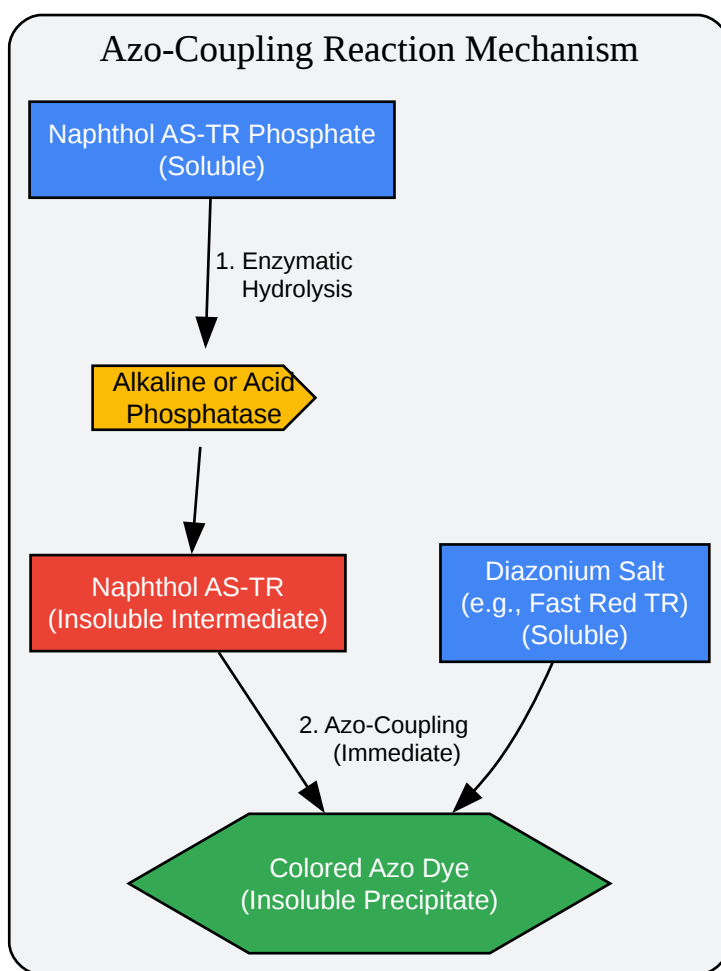 Azo-Coupling Reaction Mechanism
Naphthol AS-TR Phosphate
(Soluble)
1. Enzymatic
Hydrolysis
Alkaline or Acid
Phosphatase
Naphthol AS-TR
(Insoluble Intermediate)
Diazonium Salt
(e.g., Fast Red TR)
(Soluble)
2. Azo-Coupling
(Immediate)
Colored Azo Dye
(Insoluble Precipitate)